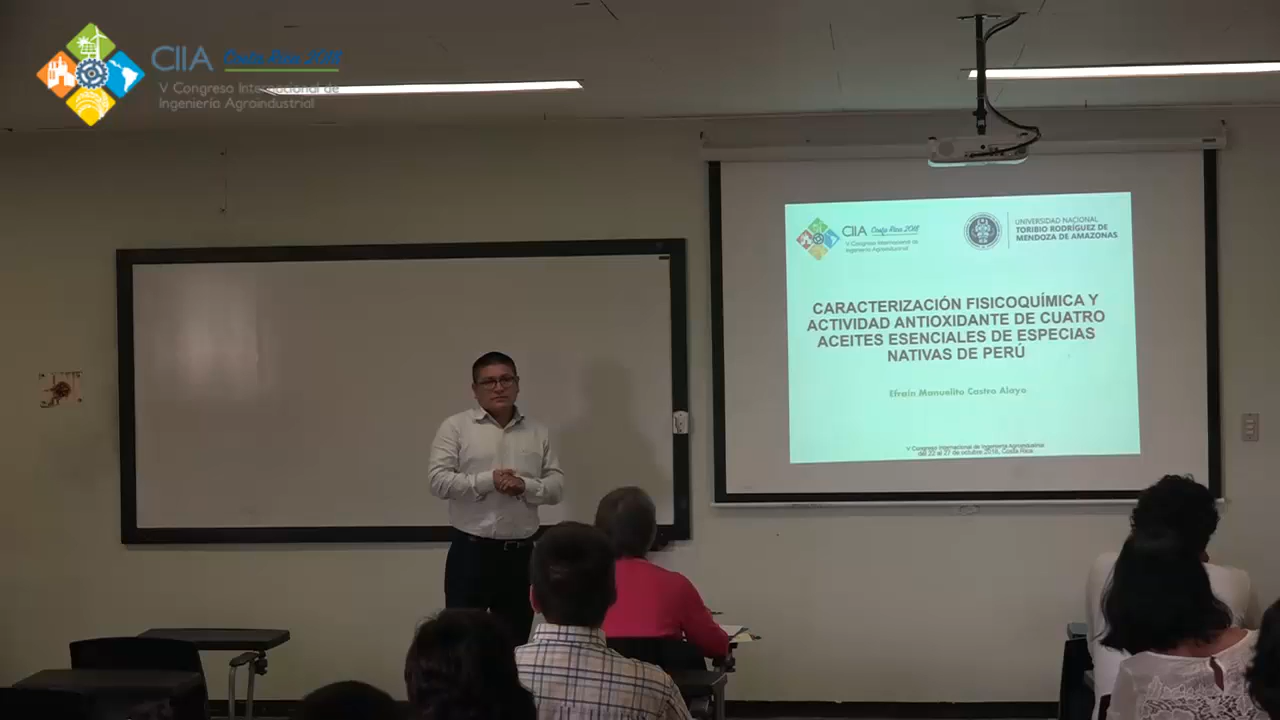 CIIA Costa Rica 2018
V Congreso Internacional de
Ingeniería Agroindustrial
CIIA Costa Rica 2018
V Congreso Internacional de
Ingeniería Agroindustrial
UNIVERSIDAD NACIONAL
TORIBIO RODRÍGUEZ DE
MENDOZA DE AMAZONAS
CARACTERIZACIÓN FISICOQUÍMICA Y
ACTIVIDAD ANTIOXIDANTE DE CUATRO
ACEITES ESENCIALES DE ESPECIAS
NATIVAS DE PERÚ
Efraín Manuelito Castro Alayo
V Congreso Internacional de Ingeniería Agroindustrial
del 22 al 27 de octubre 2018, Costa Rica